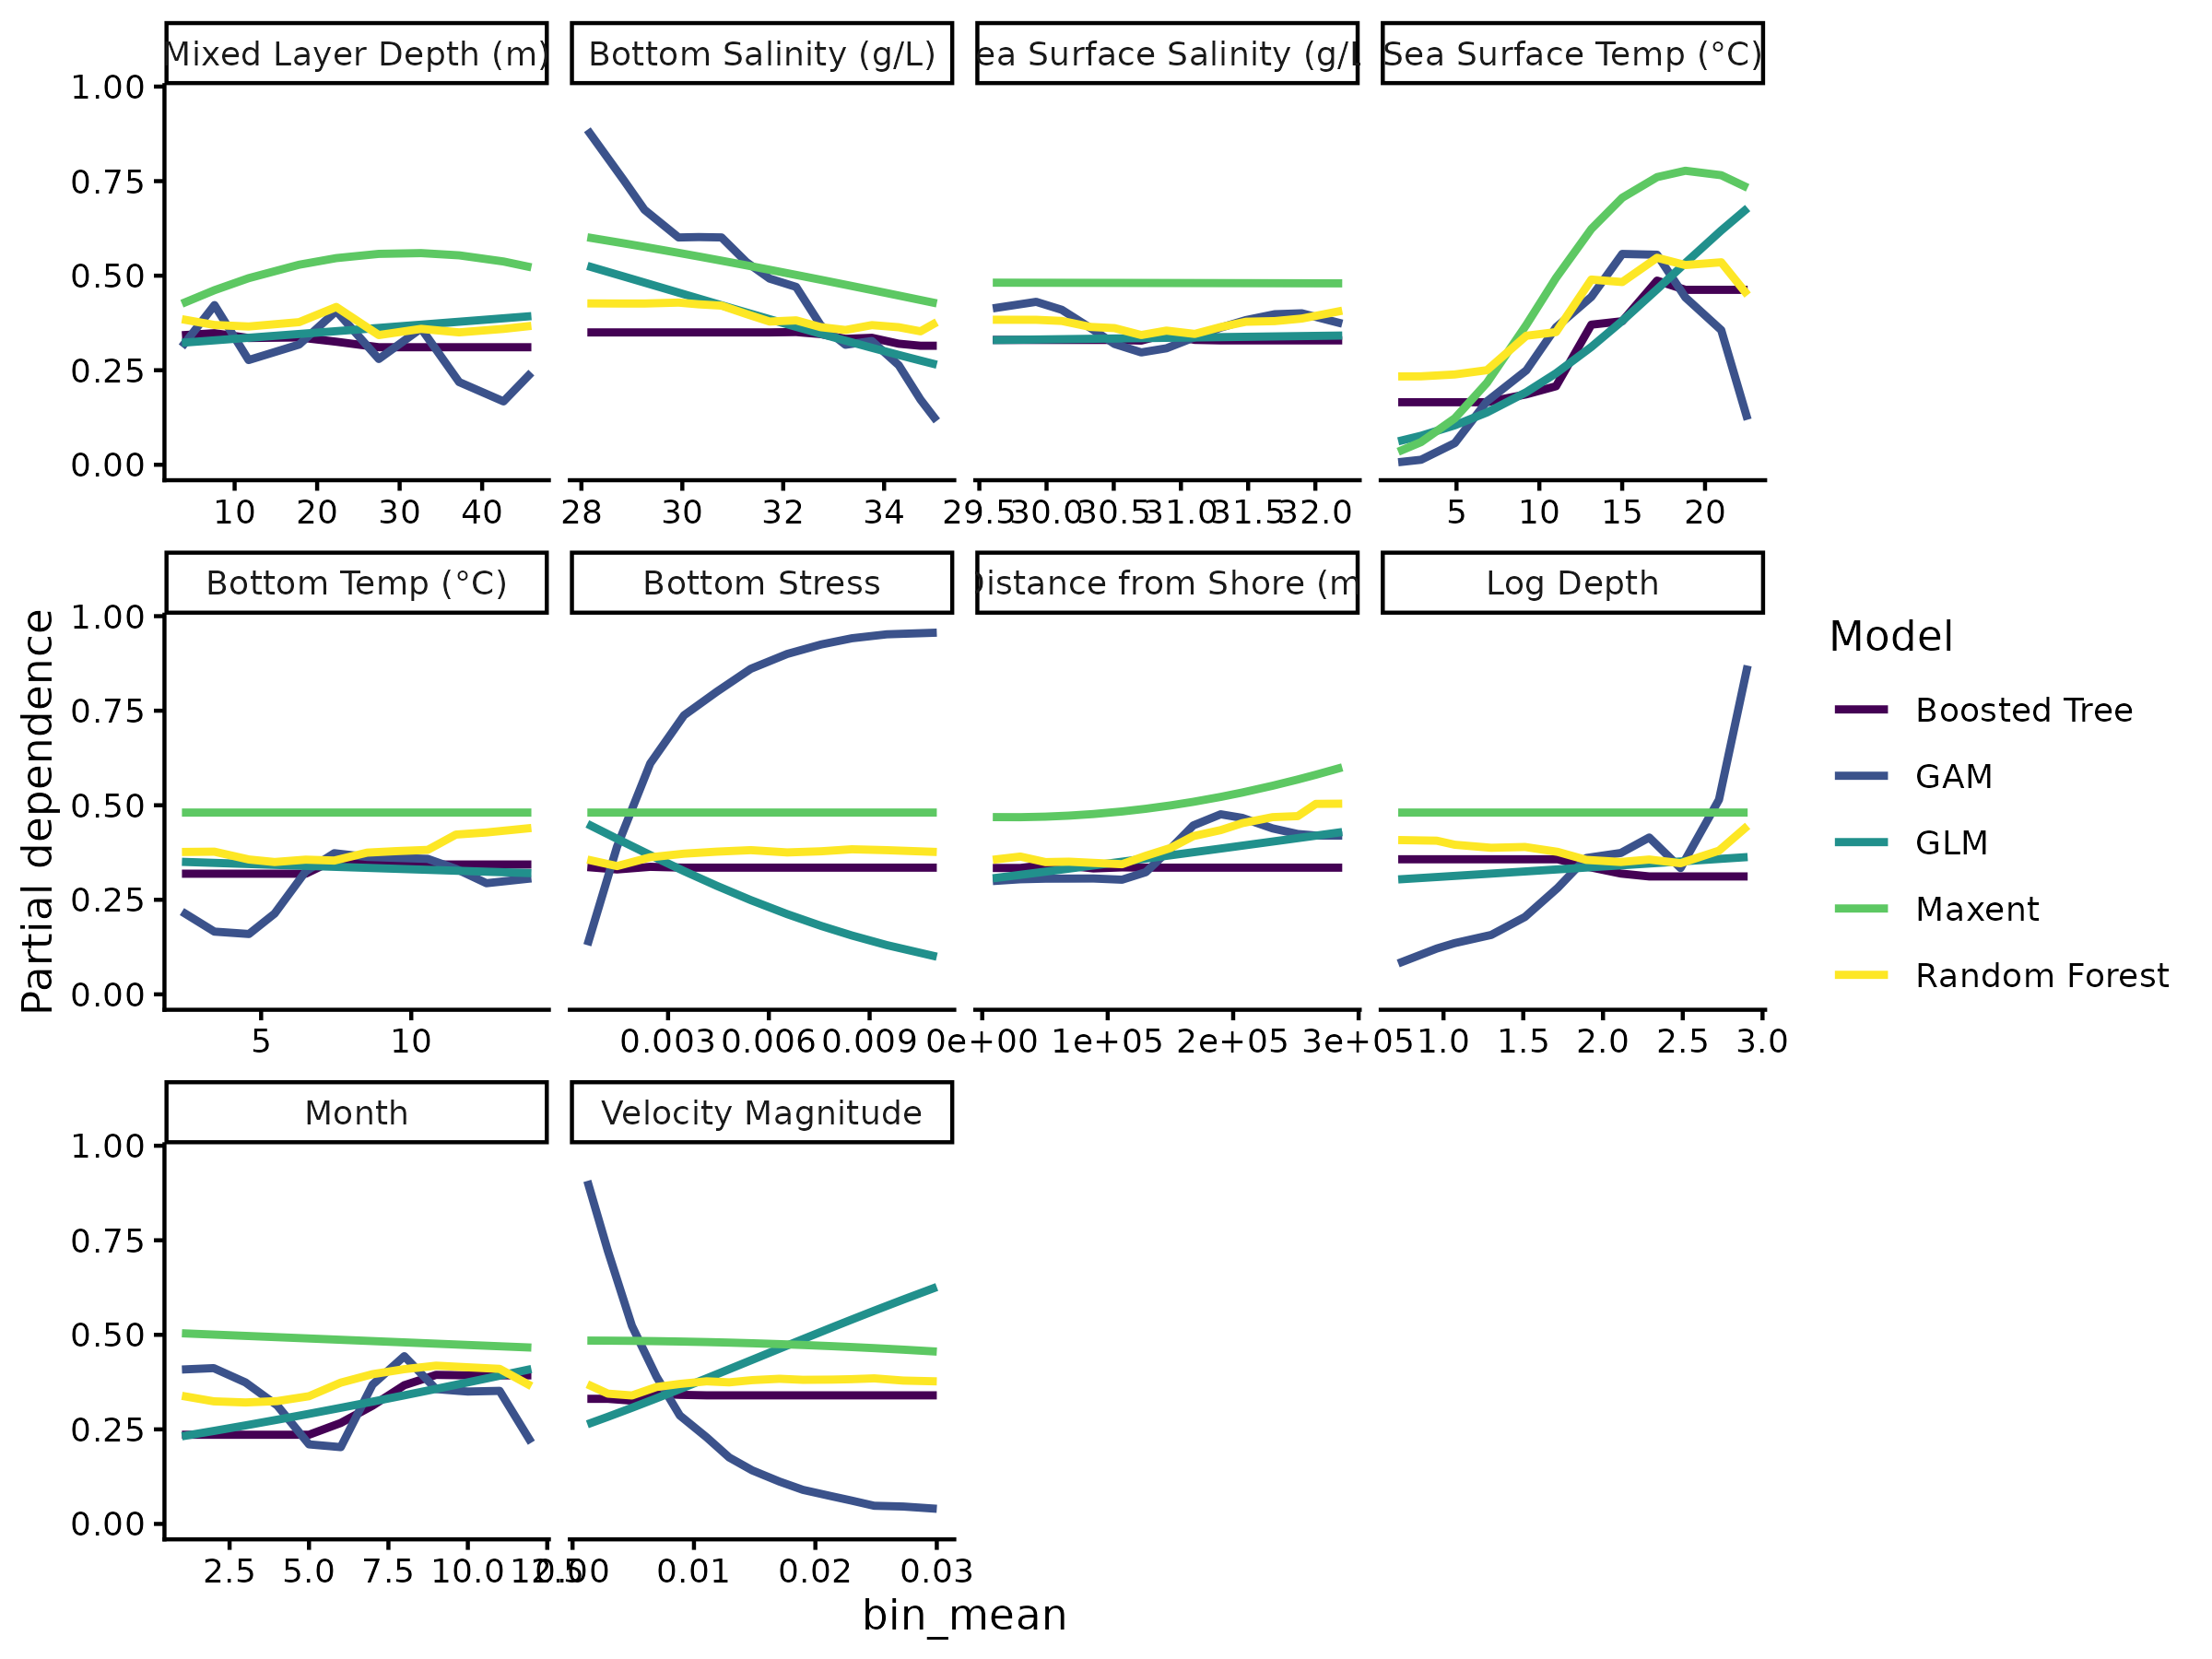 Mixed Layer Depth (m)
Bottom Salinity (g/L)
ea Surface Salinity (g/
Sea Surface Temp (°C)
1.00
0.75
0.50
0.25
0.00
10 20 30 40
28 30 32 34
29.5 30.0 30.5 31.0 31.5 32.0
5 10 15 20
Bottom Temp (°C)
Bottom Stress
istance from Shore (m
Log Depth
1.00
0.75
0.50
0.25
0.00
5 10
0.003 0.006 0.009
0e+00 1e+05 2e+05 3e+05
1.0 1.5 2.0 2.5 3.0
Month
Velocity Magnitude
1.00
0.75
0.50
0.25
0.00
2.5 5.0 7.5 10.0 12.5
0.00 0.01 0.02 0.03
bin_mean
Partial dependence
Model
Boosted Tree
GAM
GLM
Maxent
Random Forest